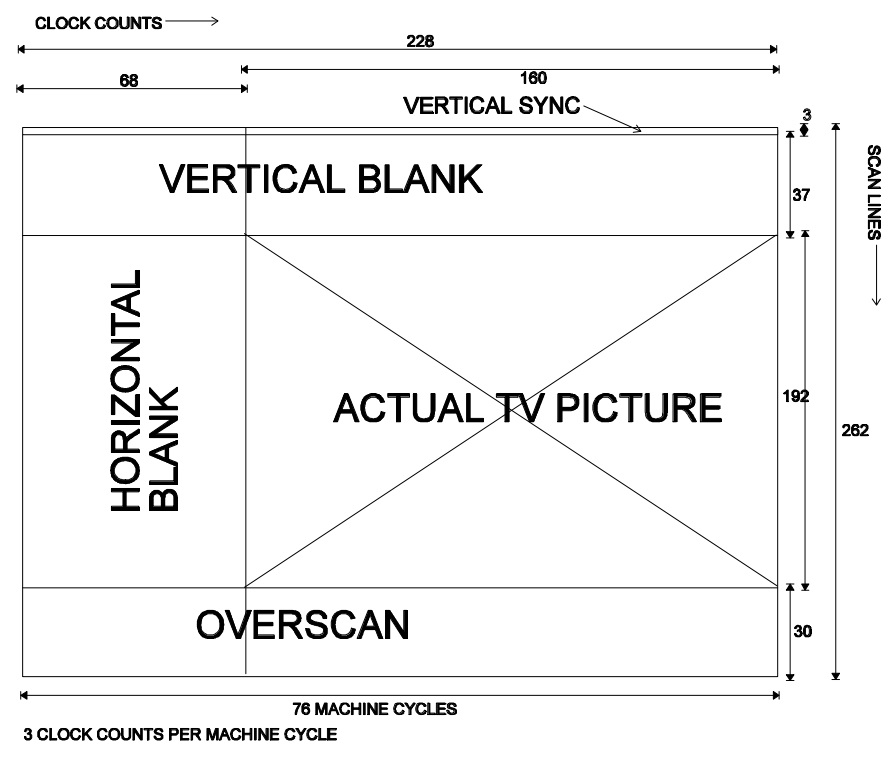 CLOCK COUNTS
228
160
68
VERTICAL SYNC
3
VERTICAL BLANK
37
SCAN LINES
HORIZONTAL
BLANK
ACTUAL TV PICTURE
192
262
OVERSCAN
30
76 MACHINE CYCLES
3 CLOCK COUNTS PER MACHINE CYCLE